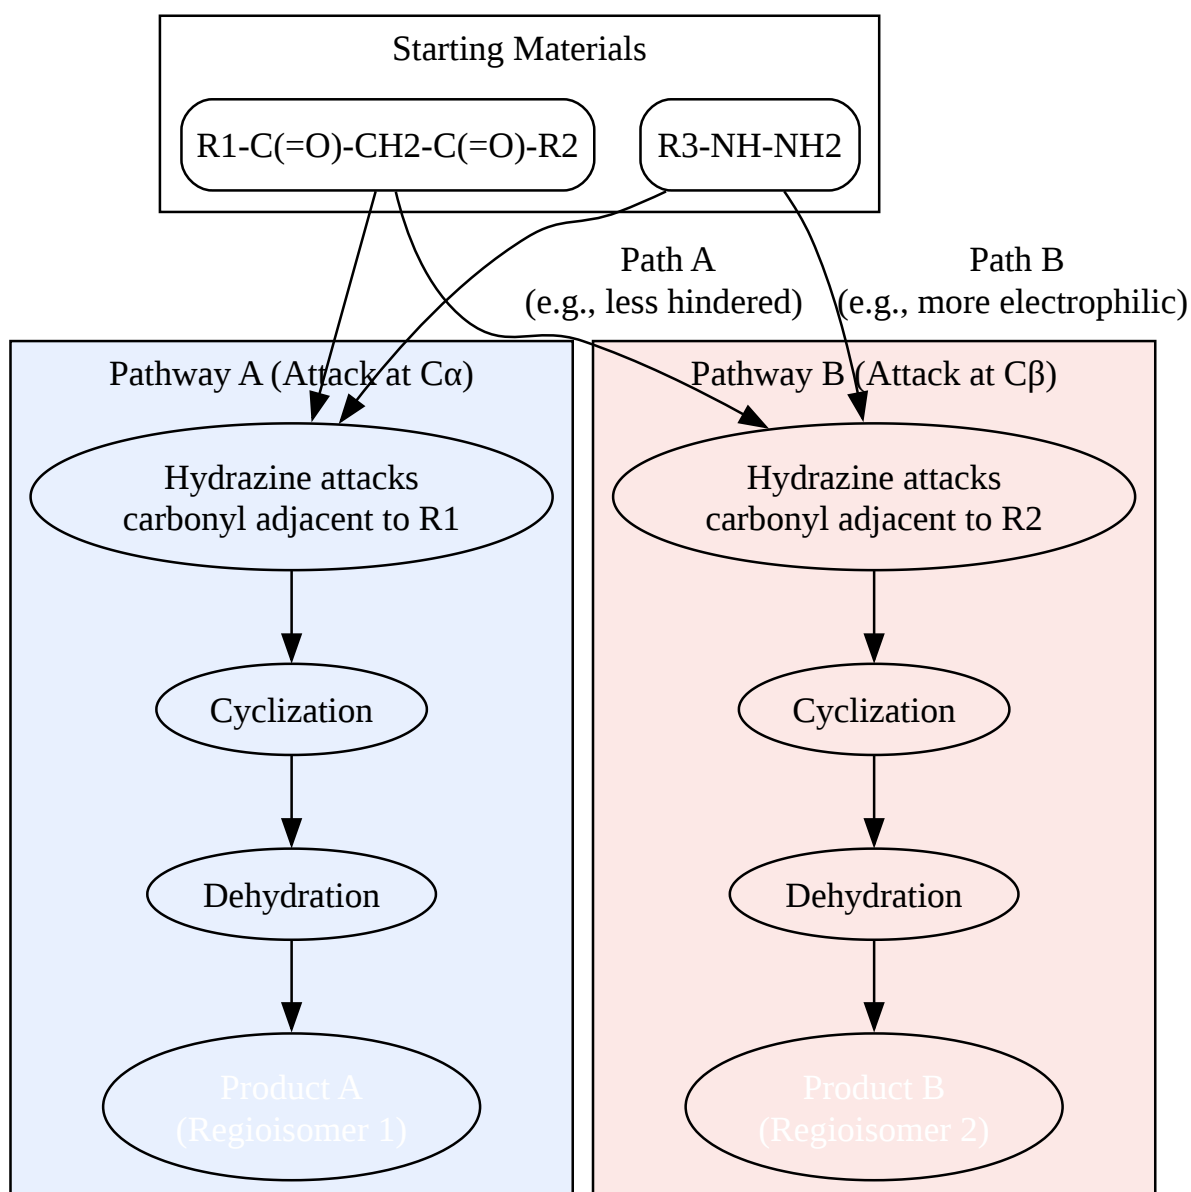 Starting Materials
R1-C(=O)-CH2-C(=O)-R2
R3-NH-NH2
Path A
(e.g., less hindered)
Path B
(e.g., more electrophilic)
Pathway A (Attack at Cα)
Hydrazine attacks
carbonyl adjacent to R1
Cyclization
Dehydration
Product A
(Regioisomer 1)
Pathway B (Attack at Cβ)
Hydrazine attacks
carbonyl adjacent to R2
Cyclization
Dehydration
Product B
(Regioisomer 2)